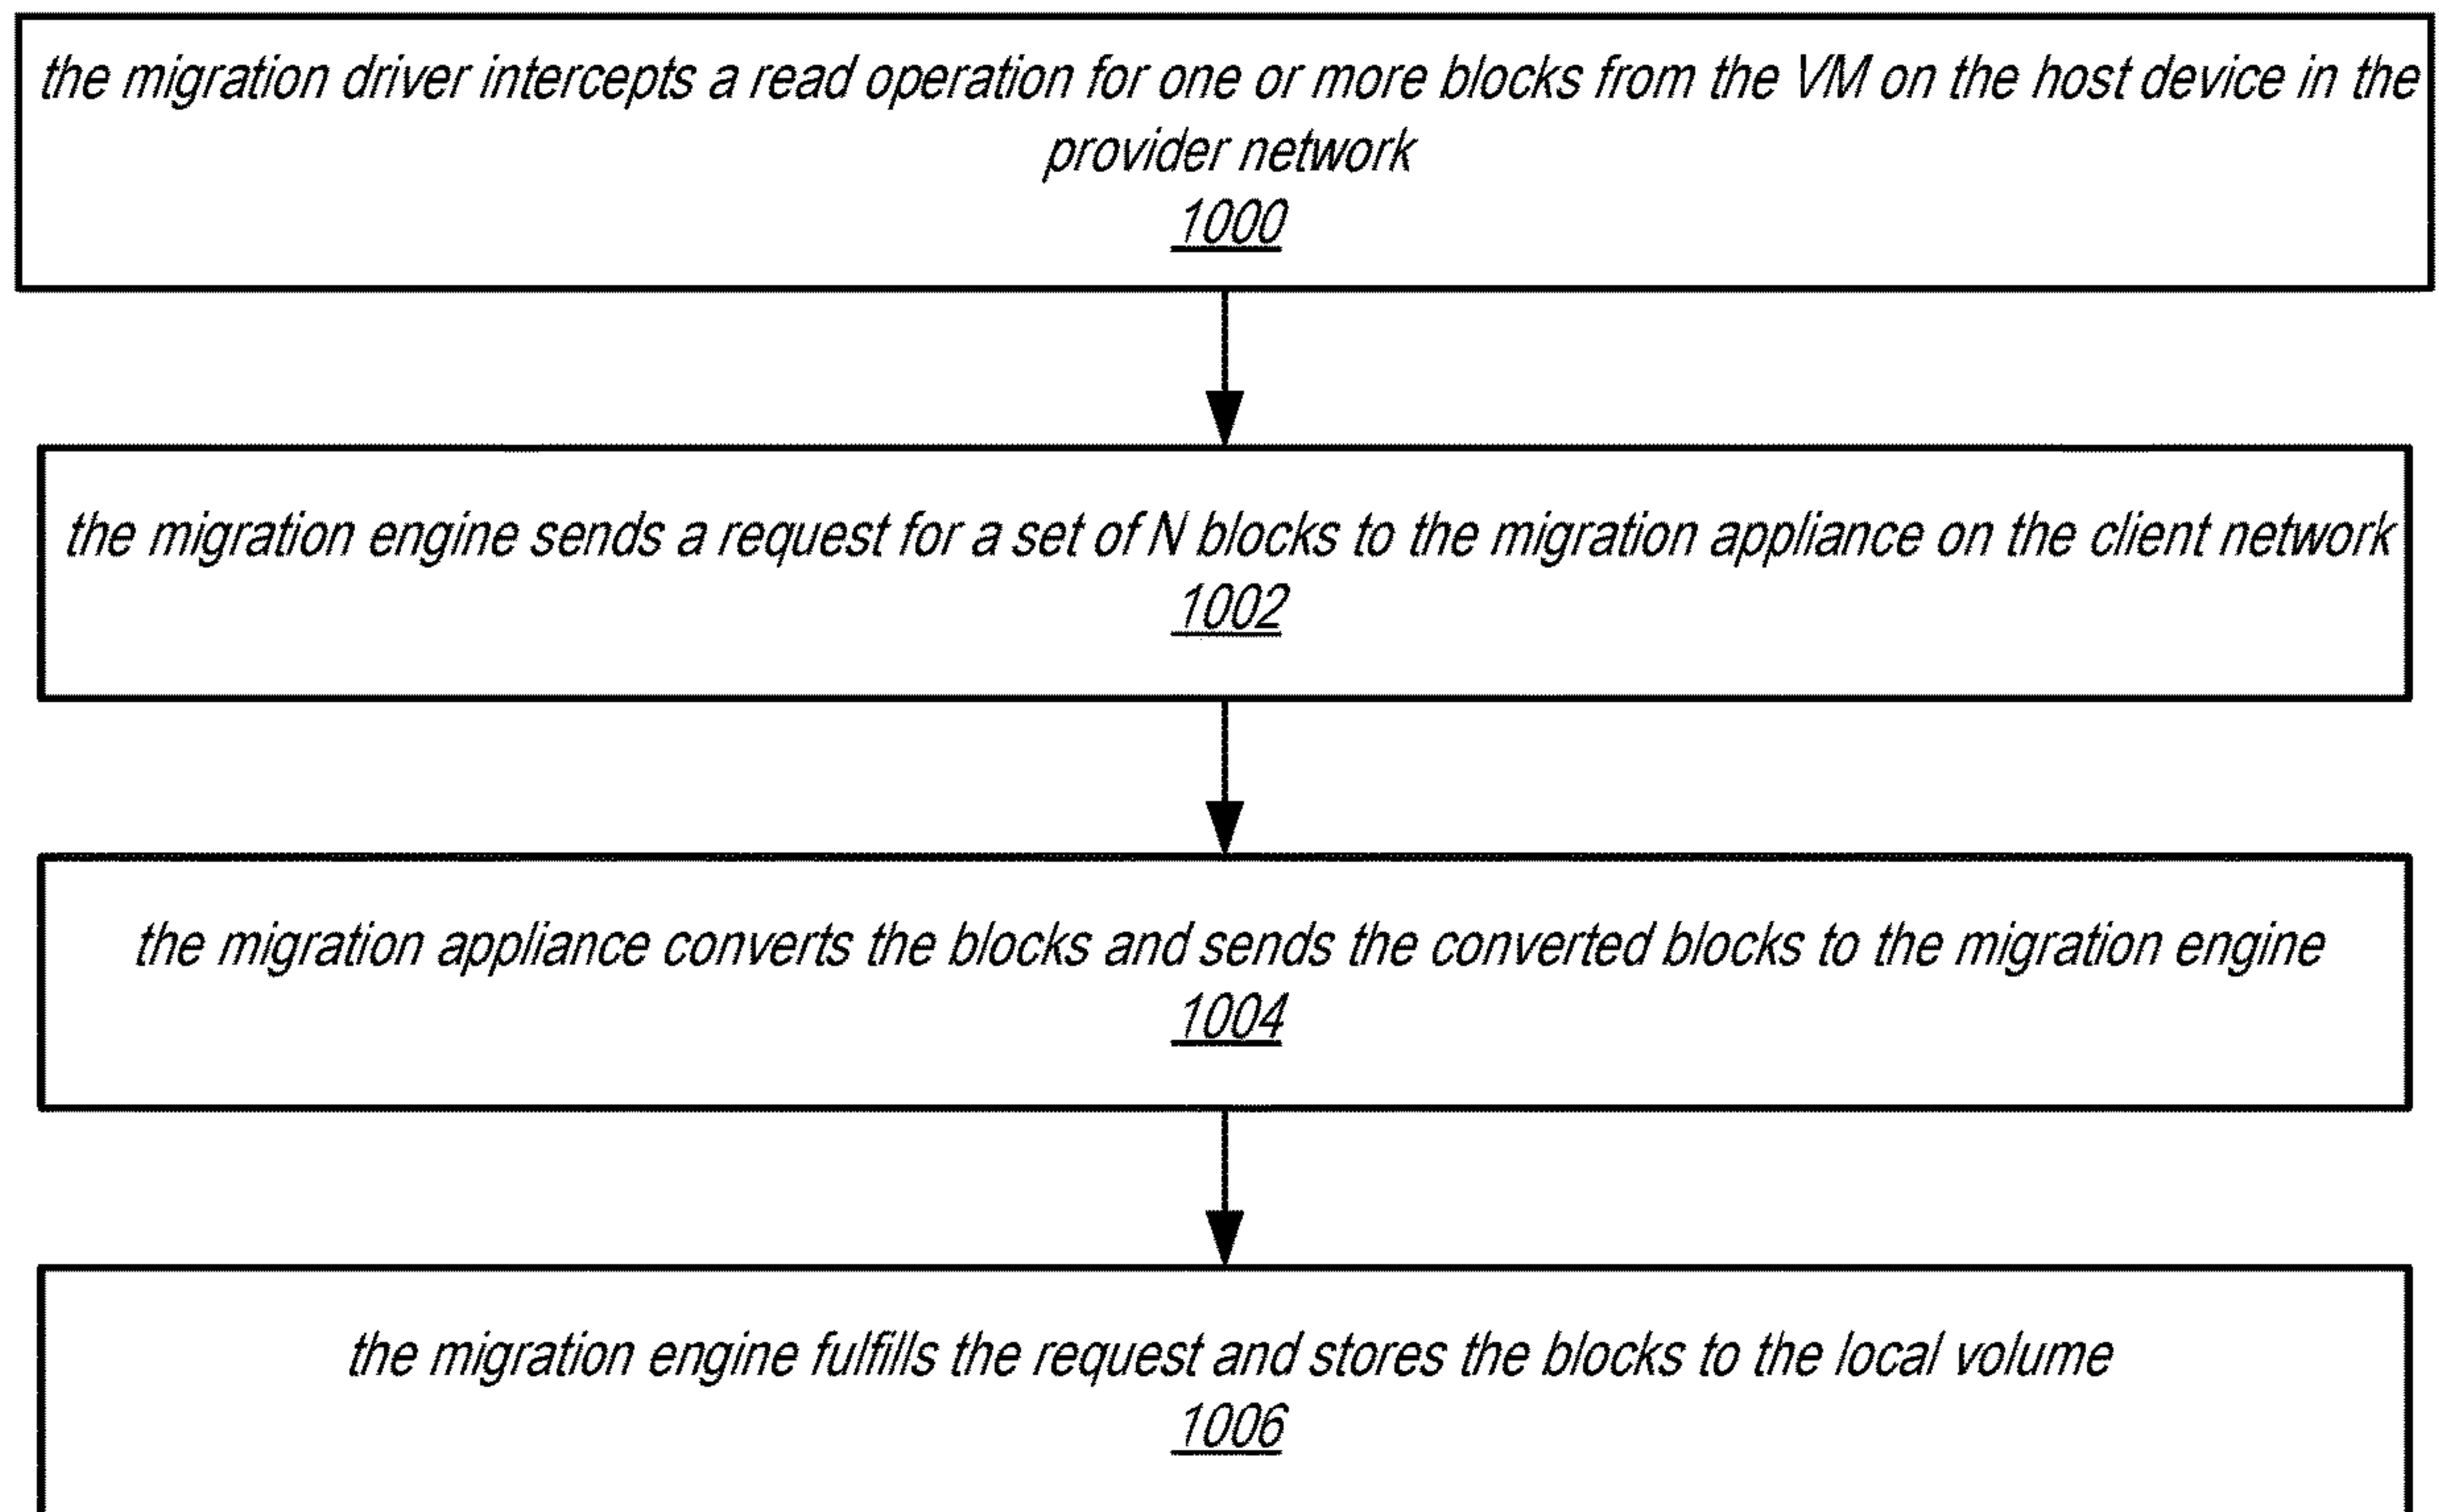 the migration driver intercepts a read operation for one or more blocks from the VM on the host device in the
provider network
1000
the migration engine sends a request for a set of N blocks to the migration appliance on the client network
1002
the migration appliance converts the blocks and sends the converted blocks to the migration engine
1004
the migration engine fulfills the request and stores the blocks to the local volume
1006